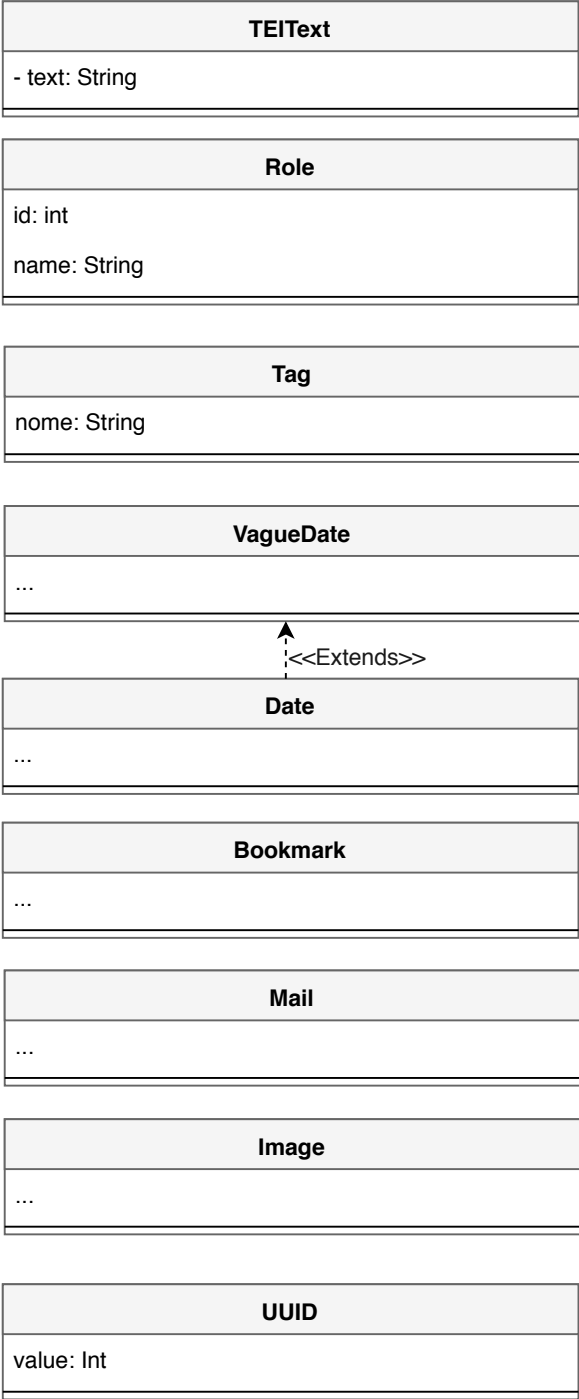 TEIText
- text: String
Role
id: int
name: String
Tag
nome: String
VagueDate
...
<<Extends>>
Date
...
Bookmark
...
Mail
...
Image
...
UUID
value: Int